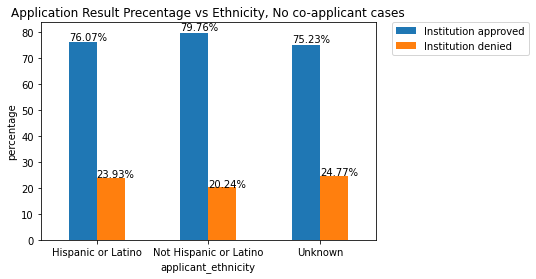 Application Result Precentage vs Ethnicity, No co-applicant cases
Institution approved
Institution denied
percentage
80
70
60
50
40
30
20
10
0
76.07%
23.93%
79.76%
20.24%
75.23%
24.77%
Hispanic or Latino
Not Hispanic or Latino
Unknown
applicant_ethnicity